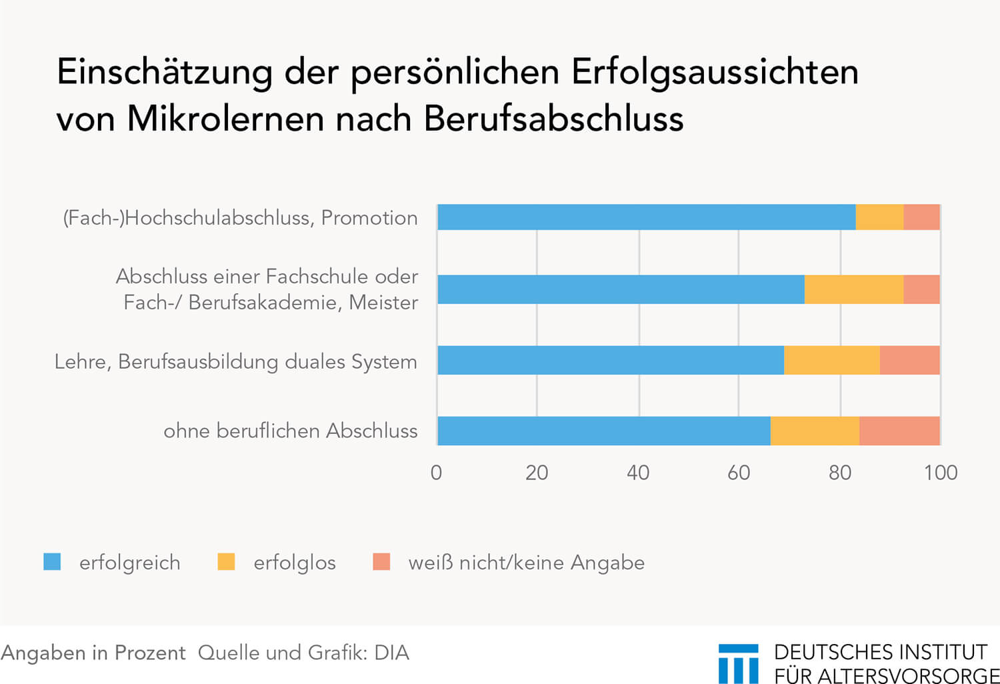 Einschätzung der persönlichen Erfolgsaussichten
von Mikrolernen nach Berufsabschluss
(Fach-)Hochschulabschluss, Promotion
Abschluss einer Fachschule oder
Fach-/ Berufsakademie, Meister
Lehre, Berufsausbildung duales System
ohne beruflichen Abschluss
0 20 40 60 80 100
erfolgreich erfolglos weiß nicht/keine Angabe
Angaben in Prozent Quelle und Grafik: DIA
DEUTSCHES INSTITUT
FÜR ALTERSVORSORGE